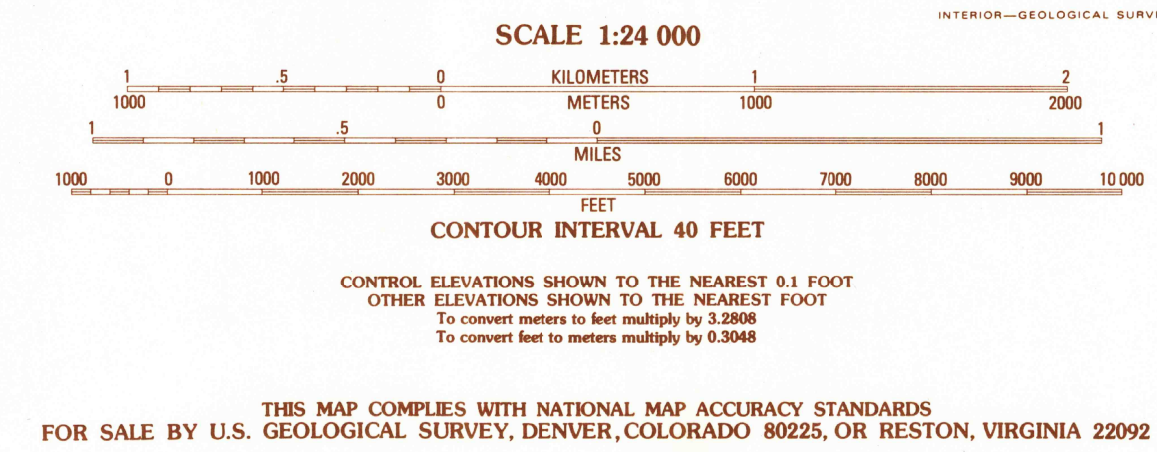 INTERIOR—GEOLOGICAL
SCALE 1:24 000
1 .5 0 KILOMETERS 1 2
1000 0 METERS 1000 2000
1 .5 0 1
MILES
1000 0 1000 2000 3000 4000 5000 6000 7000 8000 9000 10 000
FEET
CONTOUR INTERVAL 40 FEET
CONTROL ELEVATIONS SHOWN TO THE NEAREST 0.1 FOOT
OTHER ELEVATIONS SHOWN TO THE NEAREST FOOT
To convert meters to feet multiply by 3.2808
To convert feet to meters multiply by 0.3048
THIS MAP COMPLIES WITH NATIONAL MAP ACCURACY STANDARDS
FOR SALE BY U.S. GEOLOGICAL SURVEY, DENVER, COLORADO 80225, OR RESTON, VIRGINIA 22092